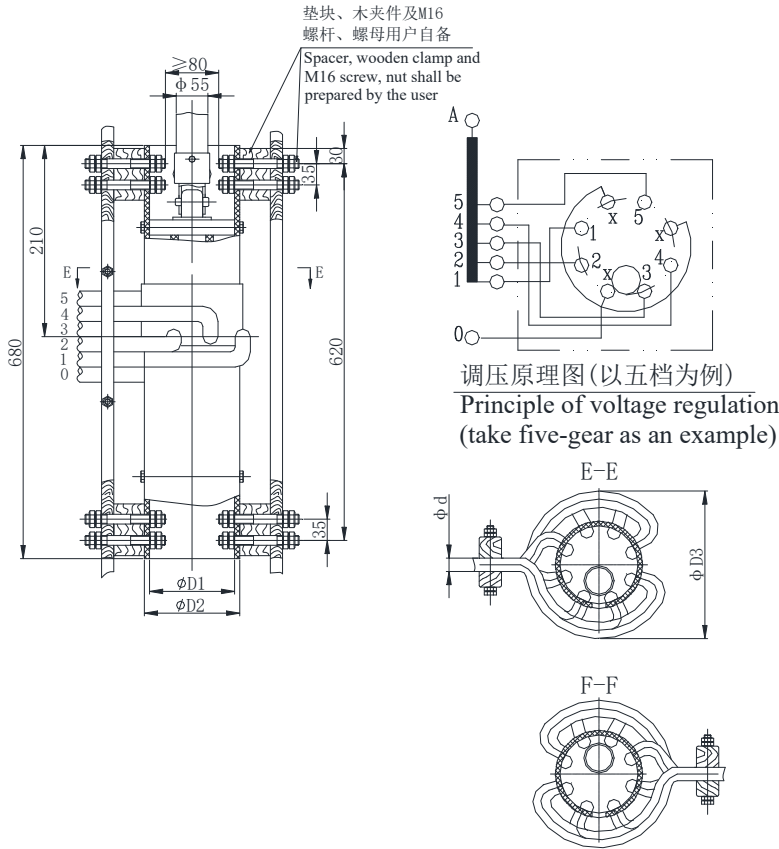 垫块、木夹件及M16
螺杆、螺母用户自备
Spacer, wooden clamp and
M16 screw, nut shall be
prepared by the user
≥80
ϕ55
30
35
210
680
620
E
E
5
4
3
2
1
0
35
ϕD1
ϕD2
A
5
4
3
2
1
0
x
5
1
x
2
4
x
3
调压原理图(以五档为例)
Principle of voltage regulation
(take five-gear as an example)
E-E
ϕd
ϕD3
F-F